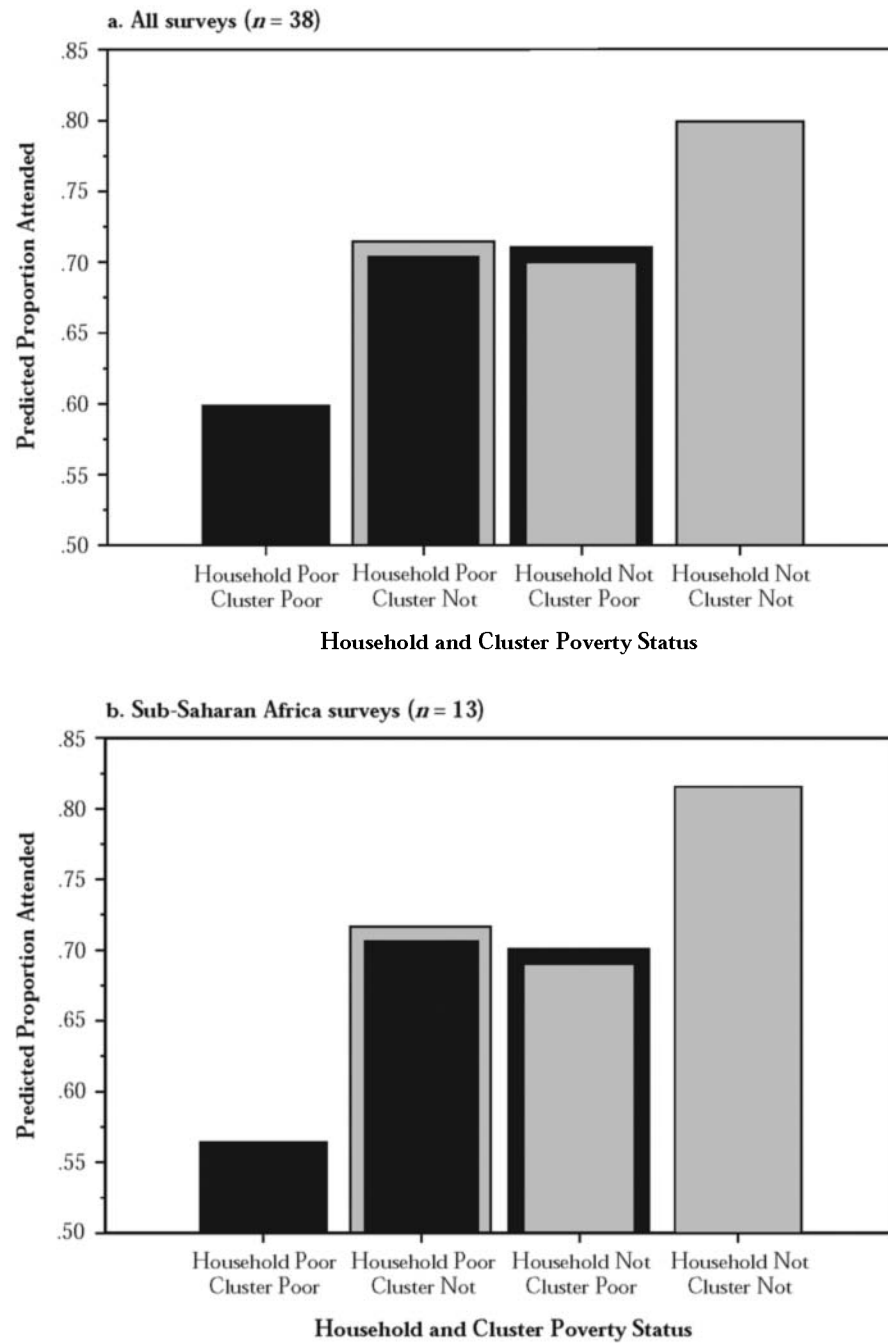 a. All surveys (n = 38)
Predicted Proportion Attended
.85
.80
.75
.70
.65
.60
.55
.50
Household Poor Household Poor Household Not Household Not
Cluster Poor Cluster Not Cluster Poor Cluster Not
Household and Cluster Poverty Status
b. Sub-Saharan Africa surveys (n = 13)
Predicted Proportion Attended
.85
.80
.75
.70
.65
.60
.55
.50
Household Poor Household Poor Household Not Household Not
Cluster Poor Cluster Not Cluster Poor Cluster Not
Household and Cluster Poverty Status